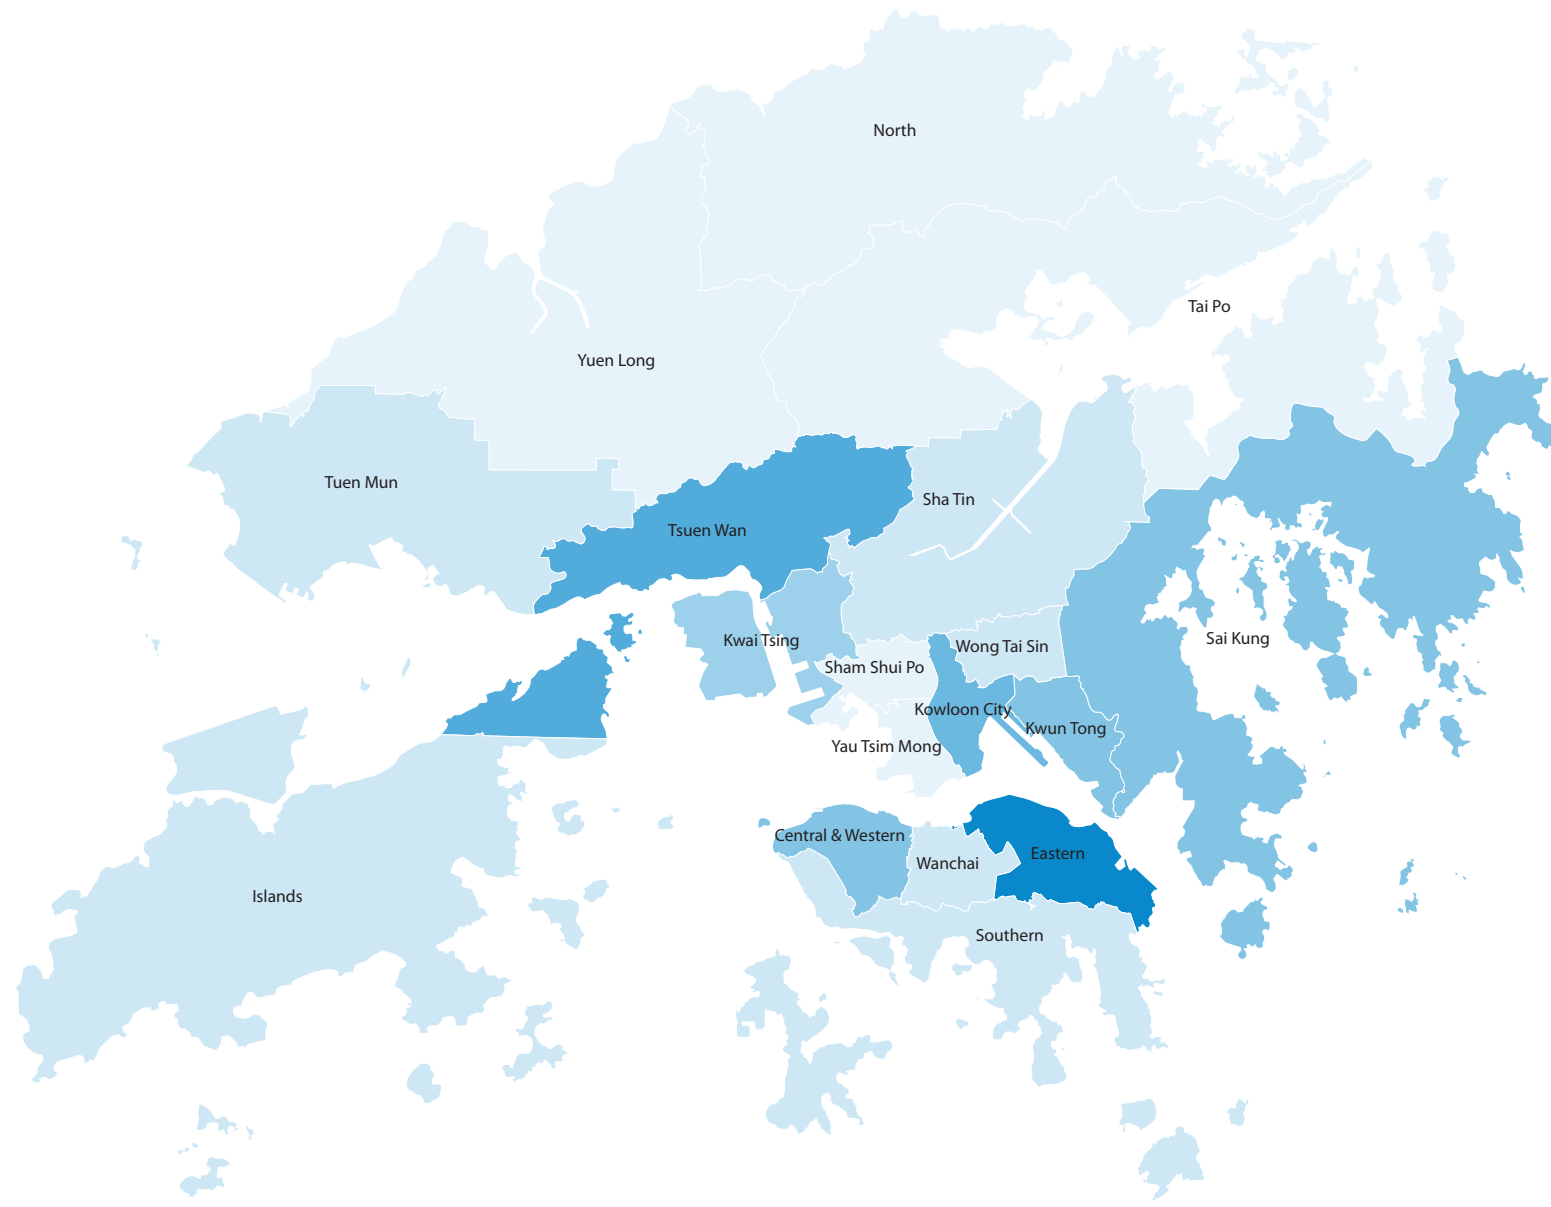 North
Tai Po
Yuen Long
Tuen Mun
Sha Tin
Tsuen Wan
Sai Kung
Kwai Tsing
Wong Tai Sin
Sham Shui Po
Kowloon City
Kwun Tong
Yau Tsim Mong
Central & Western
Eastern
Wanchai
Islands
Southern